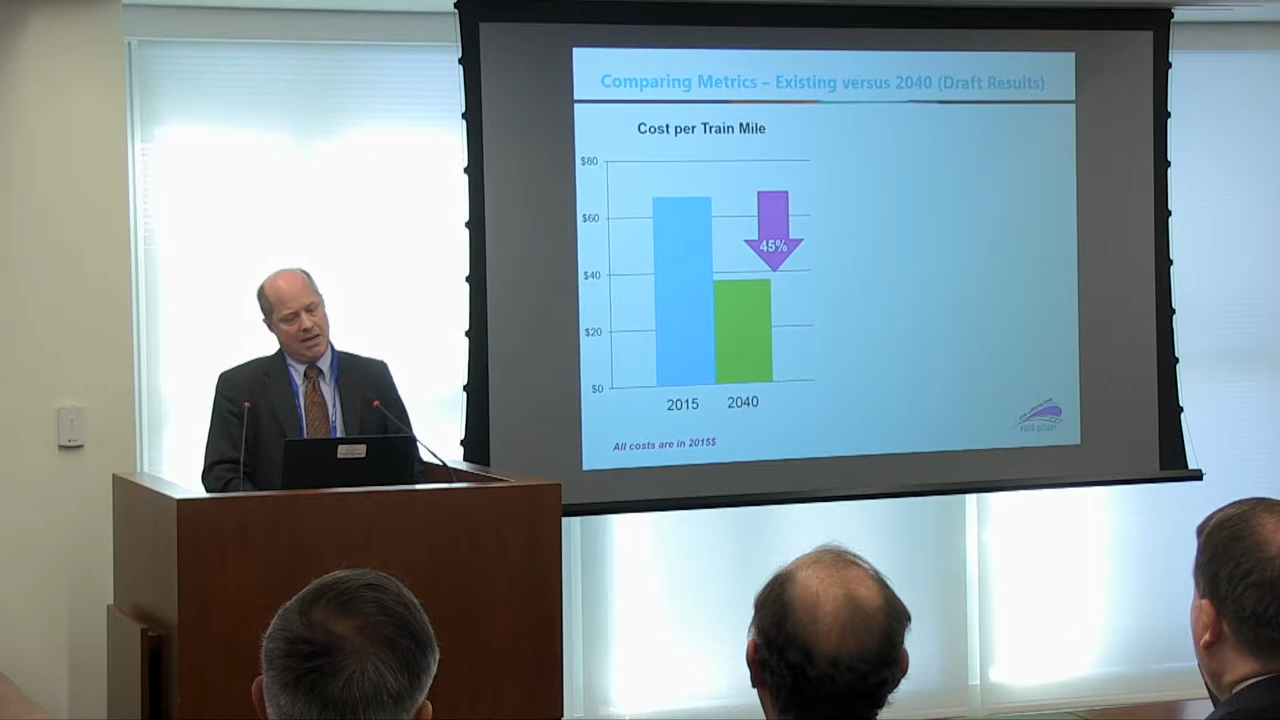 Comparing Metrics – Existing versus 2040 (Draft Results)
Cost per Train Mile
$80
$60
45%
$40
$20
$0
2015 2040
All costs are in 2015$
rail plan